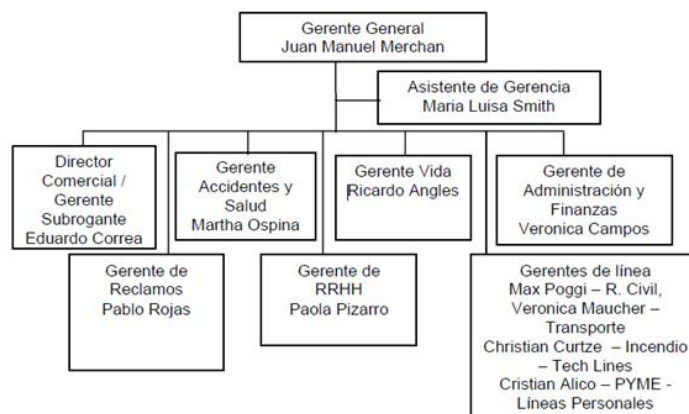 Gerente General
Juan Manuel Merchan
Asistente de Gerencia
Maria Luisa Smith
Director
Comercial /
Gerente
Subrogante
Eduardo Correa
Gerente
Accidentes y
Salud
Martha Ospina
Gerente Vida
Ricardo Angles
Gerente de
Administración y
Finanzas
Veronica Campos
Gerente de
Reclamos
Pablo Rojas
Gerente de
RRHH
Paola Pizarro
Gerentes de línea
Max Poggi – R. Civil,
Veronica Maucher –
Transporte
Christian Curtze – Incendio
– Tech Lines
Cristian Alico – PYME -
Líneas Personales